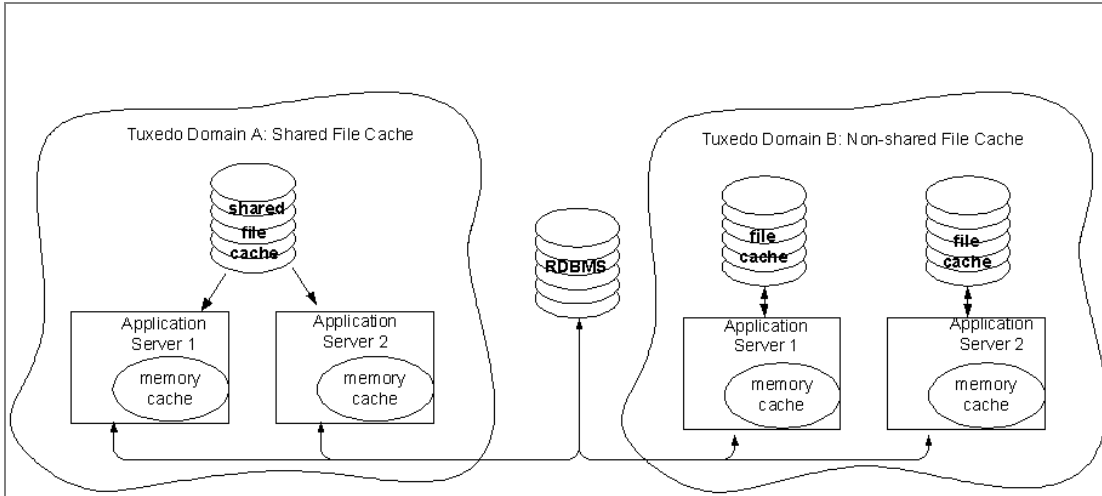 Tuxedo Domain A: Shared File Cache
shared
file
cache
Application
Server 1
memory
cache
Application
Server 2
memory
cache
RDBMS
Tuxedo Domain B: Non-shared File Cache
file
cache
file
cache
Application
Server 1
memory
cache
Application
Server 2
memory
cache